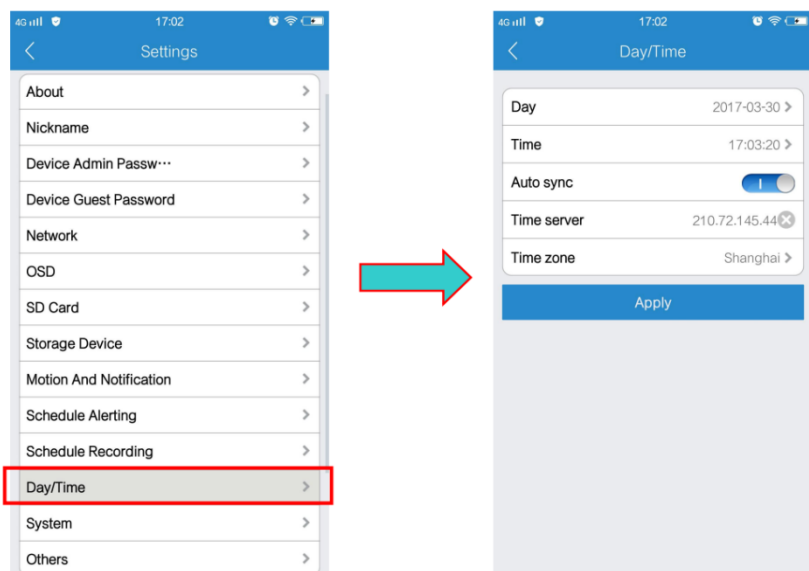 4G 17:02
Settings
About
Nickname
Device Admin Passw···
Device Guest Password
Network
OSD
SD Card
Storage Device
Motion And Notification
Schedule Alerting
Schedule Recording
Day/Time
System
Others
4G 17:02
Day/Time
Day 2017-03-30
Time 17:03:20
Auto sync
Time server 210.72.145.44
Time zone Shanghai
Apply